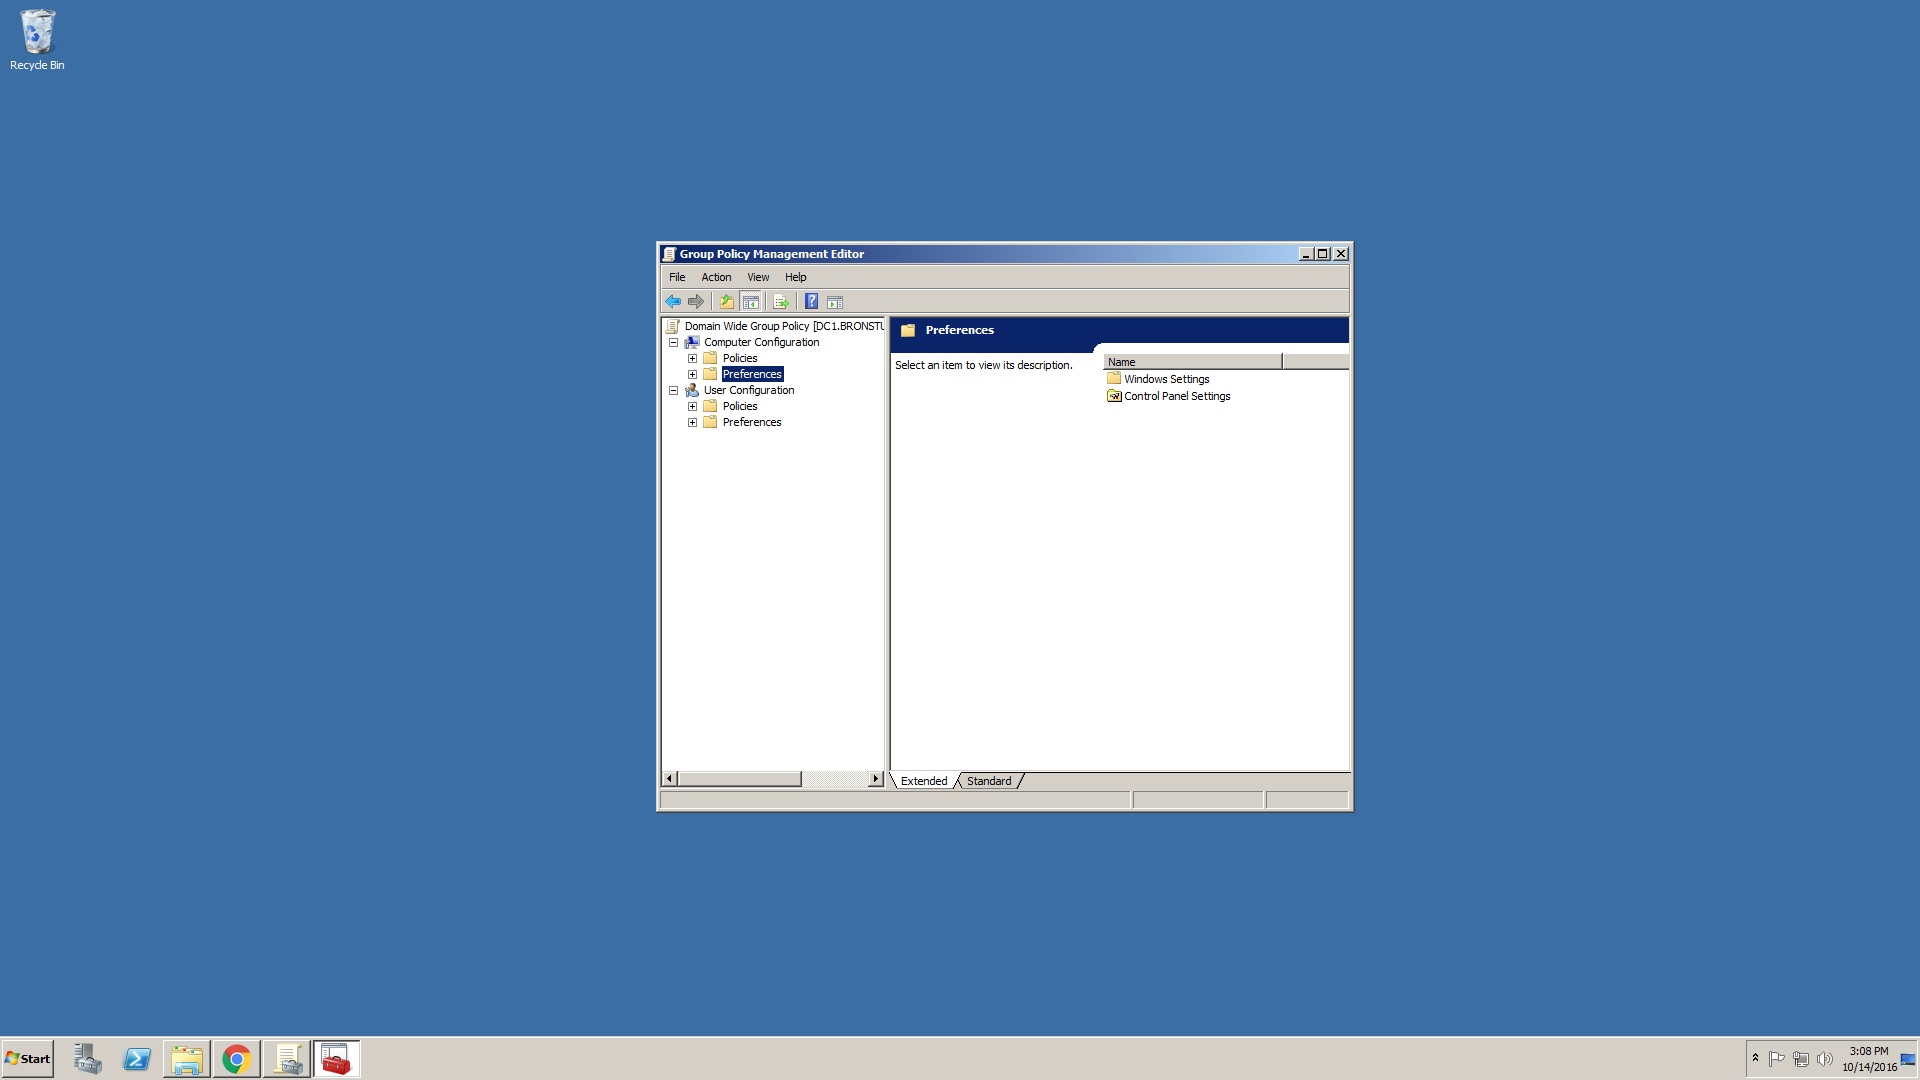 Recycle Bin
Group Policy Management Editor
File Action View Help
Domain Wide Group Policy [DC1.BRONSTU
Computer Configuration
Policies
Preferences
User Configuration
Policies
Preferences
Preferences
Select an item to view its description.
Name
Windows Settings
Control Panel Settings
Extended Standard
Start
3:08 PM
10/14/2016